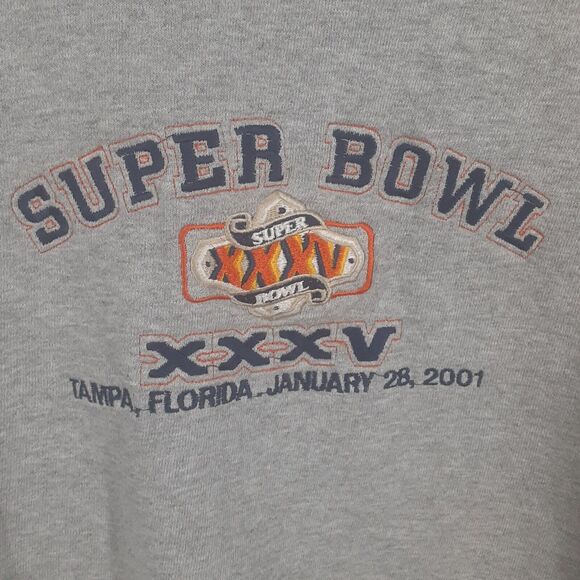 SUPER BOWL
SUPER
XXXV
BOWL
XXXV
TAMPA, FLORIDA. JANUARY 28, 2001